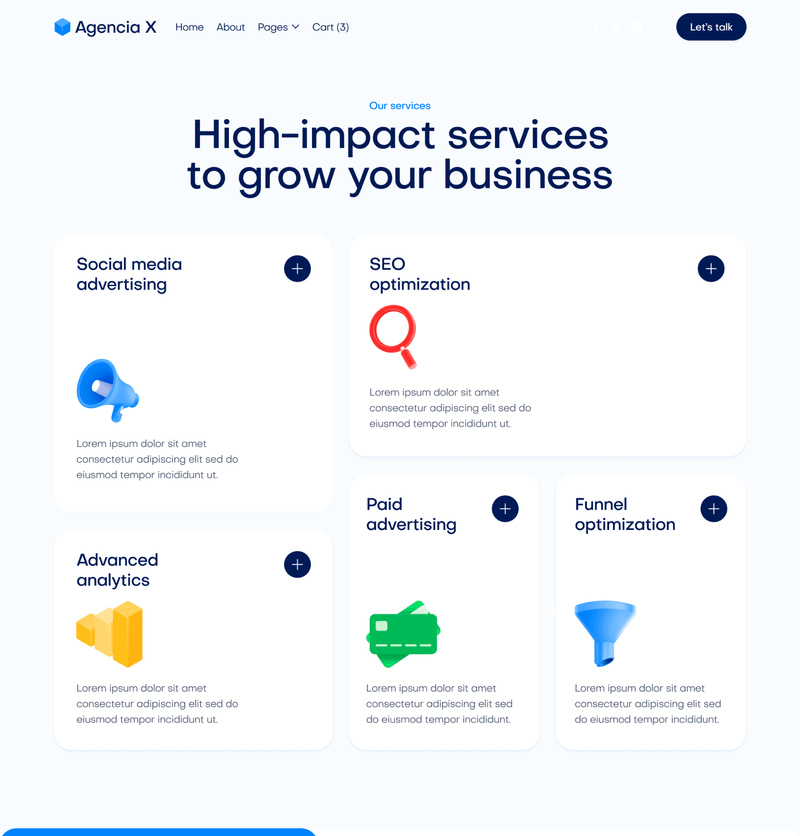 Agencia X
Home
About
Pages
Cart (3)
Let's talk
Our services
High-impact services
to grow your business
Social media
advertising
Lorem ipsum dolor sit amet
consectetur adipiscing elit sed do
eiusmod tempor incididunt ut.
SEO
optimization
Lorem ipsum dolor sit amet
consectetur adipiscing elit sed do
eiusmod tempor incididunt ut.
Advanced
analytics
Lorem ipsum dolor sit amet
consectetur adipiscing elit sed do
eiusmod tempor incididunt ut.
Paid
advertising
Lorem ipsum dolor sit amet
consectetur adipiscing elit sed
do eiusmod tempor incididunt.
Funnel
optimization
Lorem ipsum dolor sit amet
consectetur adipiscing elit sed
do eiusmod tempor incididunt.